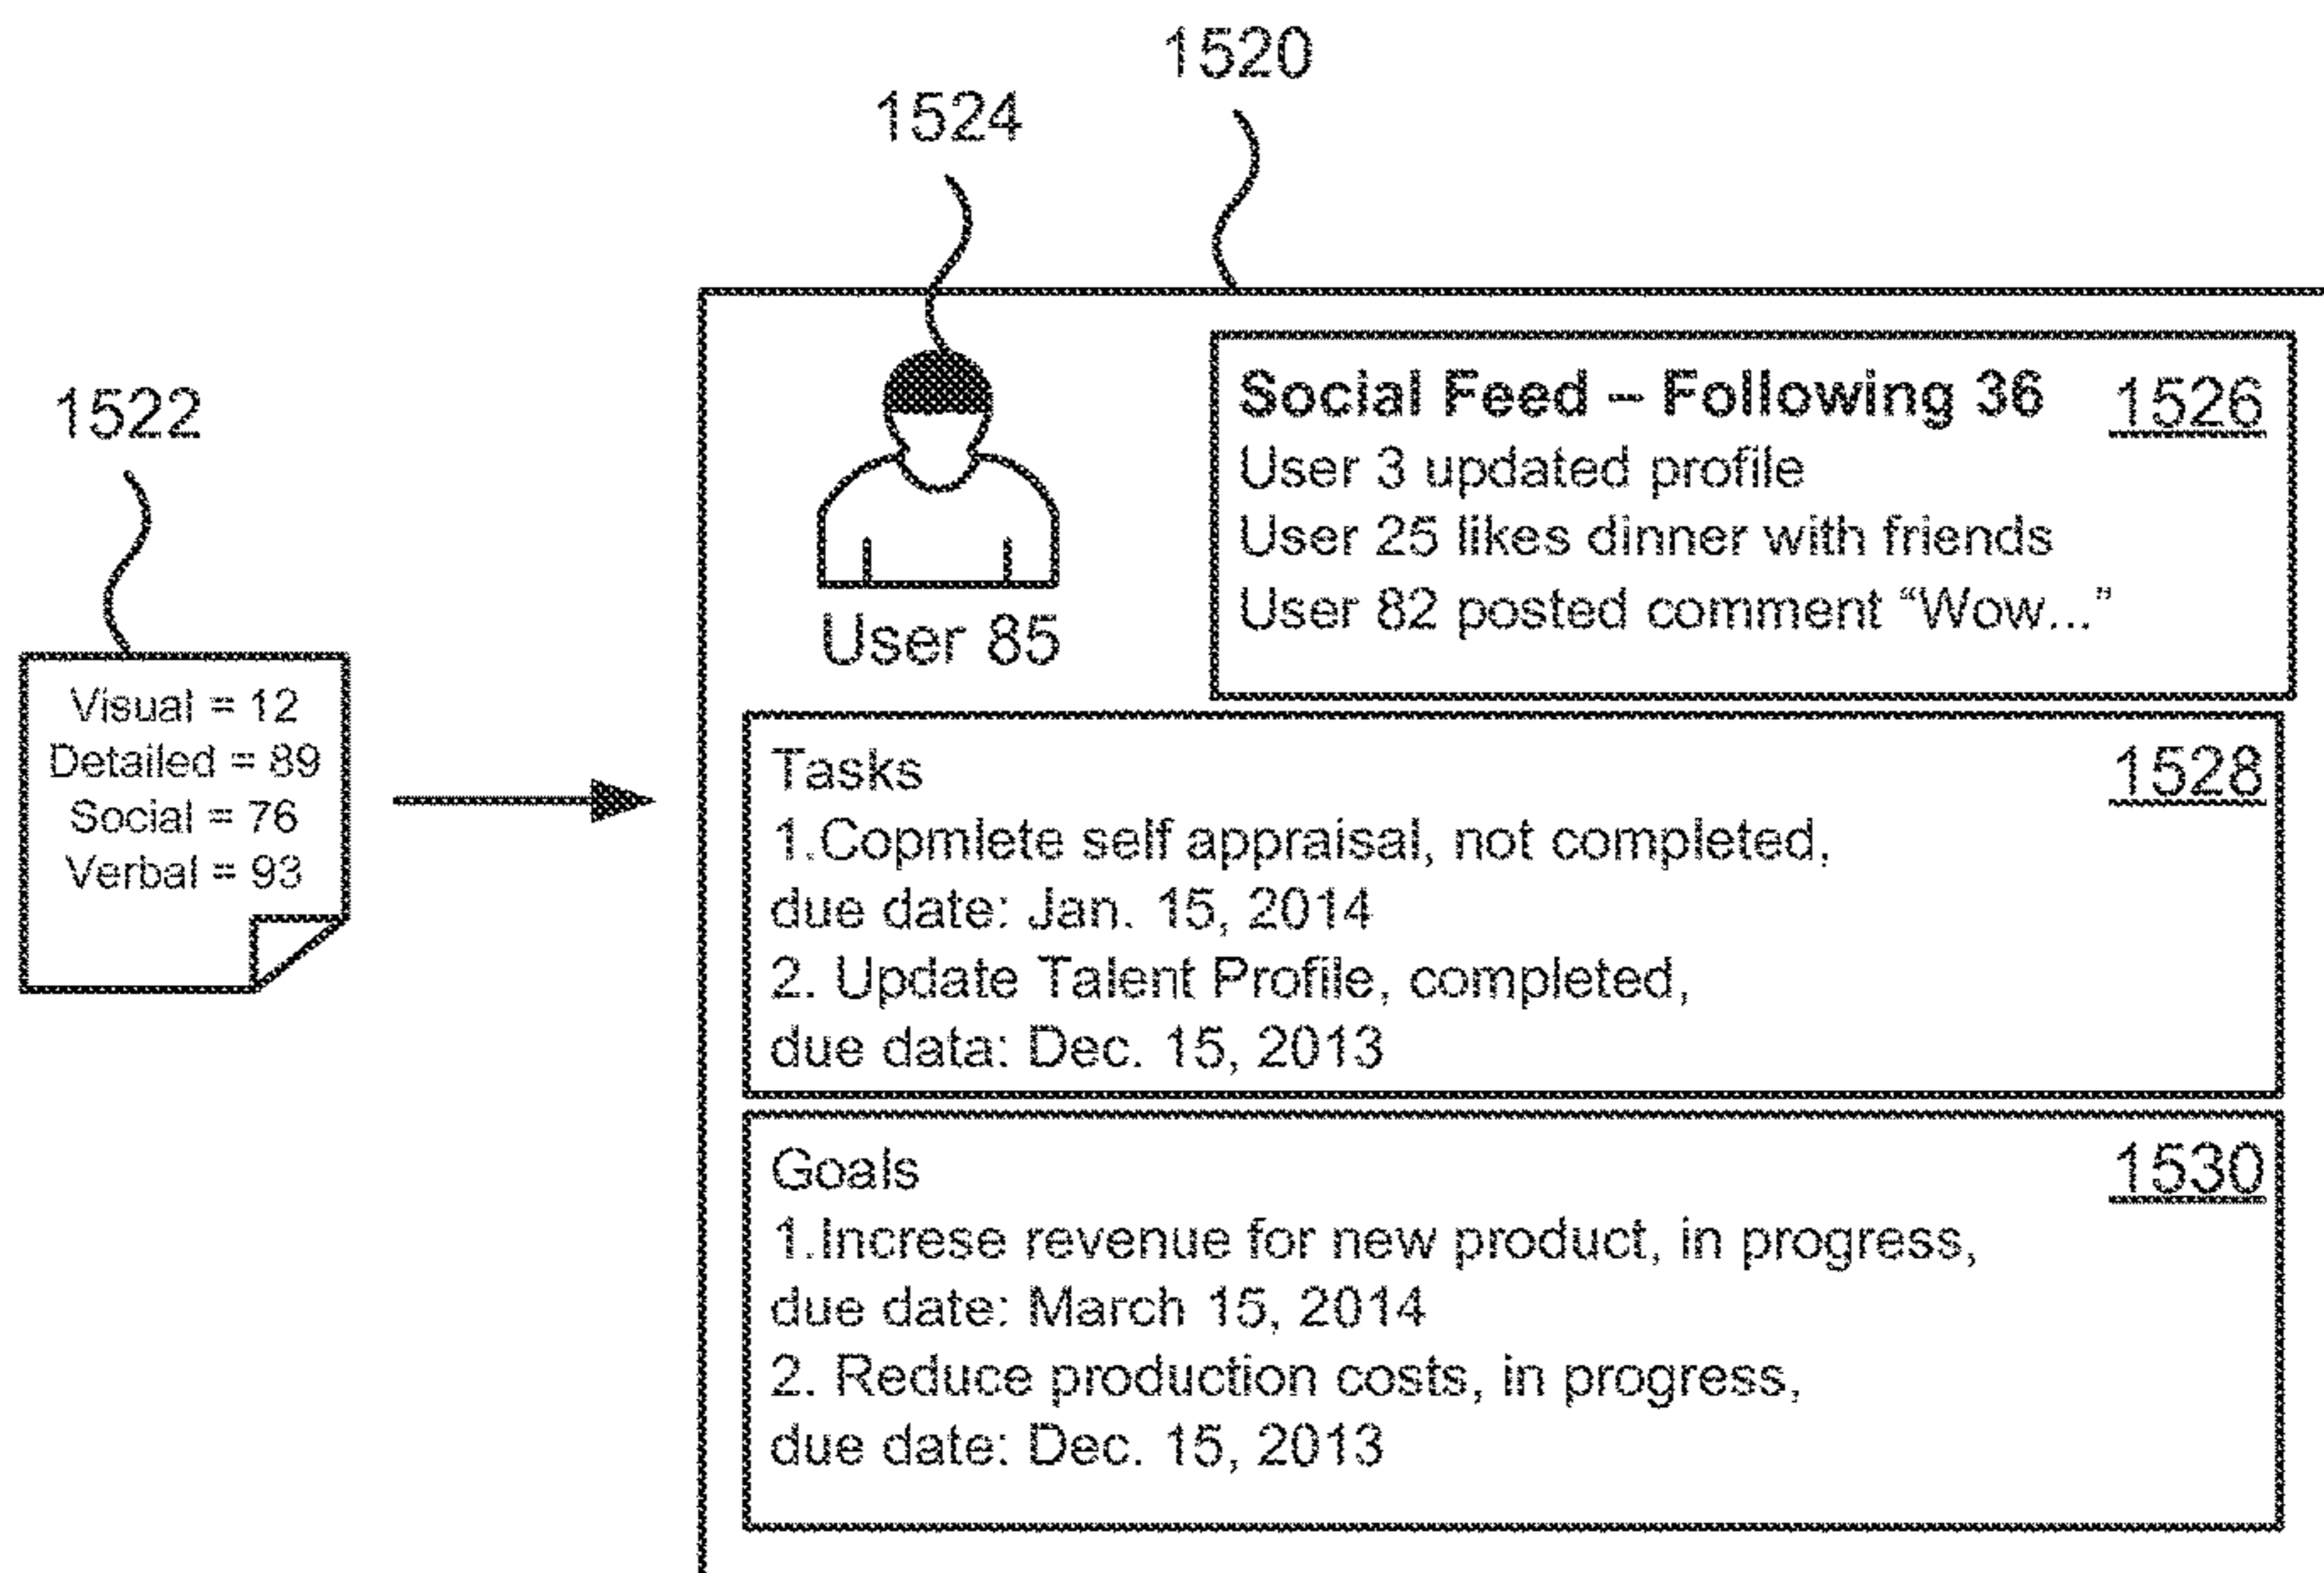 1520
1524
1522
Visual = 12
Detailed = 89
Social = 76
Verbal = 93
User 85
Social Feed – Following 36 1526
User 3 updated profile
User 25 likes dinner with friends
User 82 posted comment “Wow...”
Tasks 1528
1.Copmlete self appraisal, not completed,
due date: Jan. 15, 2014
2. Update Talent Profile, completed,
due data: Dec. 15, 2013
Goals 1530
1.Increse revenue for new product, in progress,
due date: March 15, 2014
2. Reduce production costs, in progress,
due date: Dec. 15, 2013